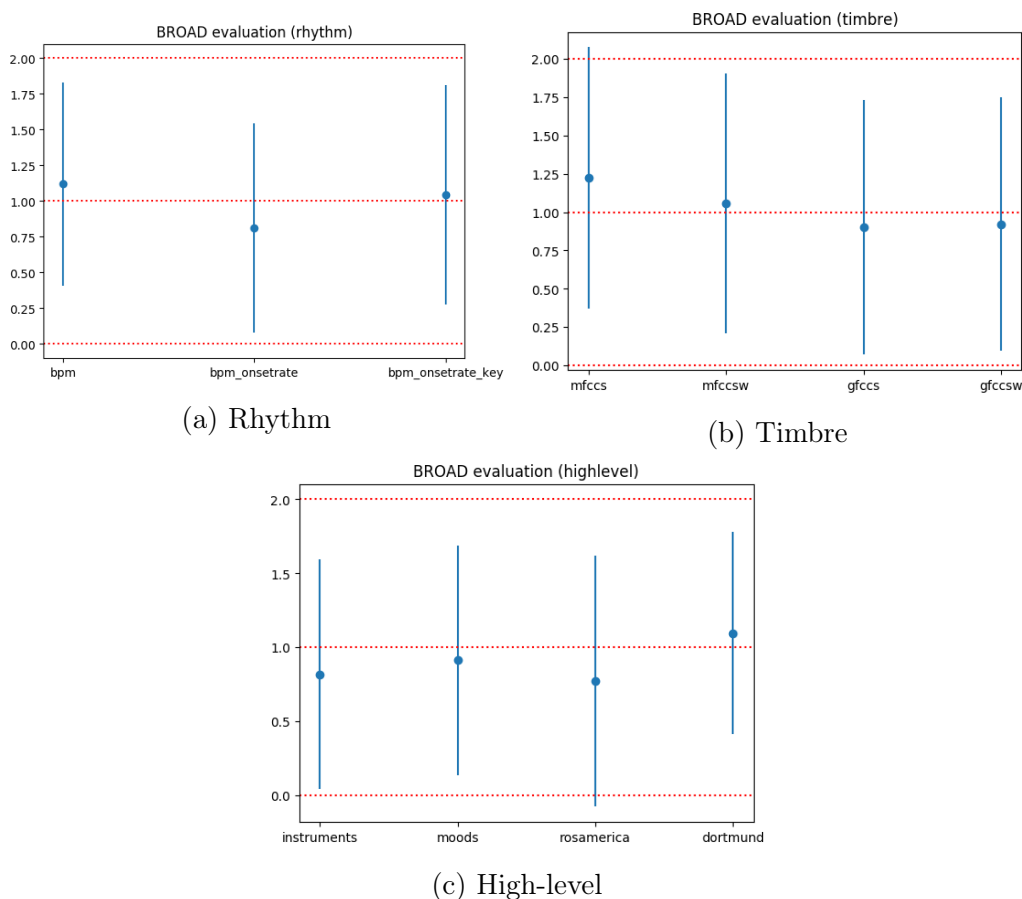 BROAD evaluation (rhythm)
2.00
1.75
1.50
1.25
1.00
0.75
0.50
0.25
0.00
bpm bpm_onsetrate bpm_onsetrate_key
(a) Rhythm
BROAD evaluation (timbre)
2.00
1.75
1.50
1.25
1.00
0.75
0.50
0.25
0.00
mfccs mfccsw gfccs gfccsw
(b) Timbre
BROAD evaluation (highlevel)
2.0
1.5
1.0
0.5
0.0
instruments moods rosamerica dortmund
(c) High-level